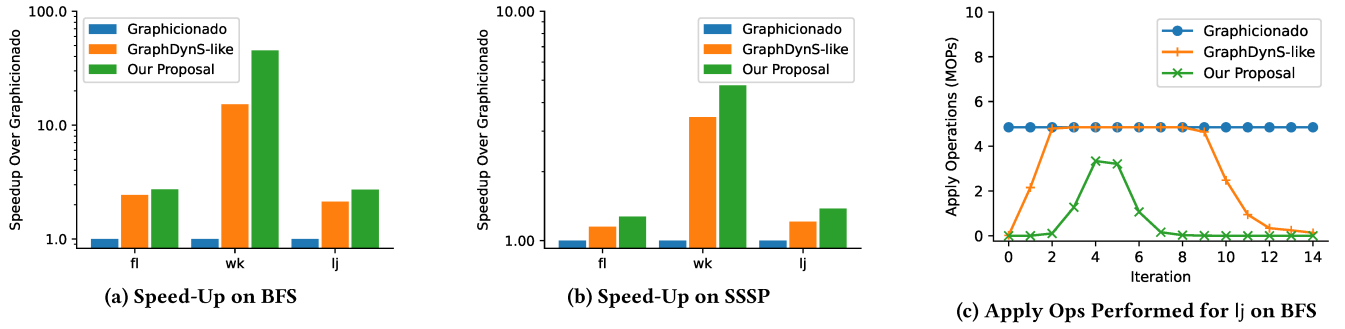 Speedup Over Graphicionado
100.0
10.0
1.0
Graphicionado
GraphDynS-like
Our Proposal
fl
wk
lj
(a) Speed-Up on BFS
Speedup Over Graphicionado
10.00
1.00
Graphicionado
GraphDynS-like
Our Proposal
fl
wk
lj
(b) Speed-Up on SSSP
Apply Operations (MOPs)
10
8
6
4
2
0
Graphicionado
GraphDynS-like
Our Proposal
0 2 4 6 8 10 12 14
Iteration
(c) Apply Ops Performed for lj on BFS